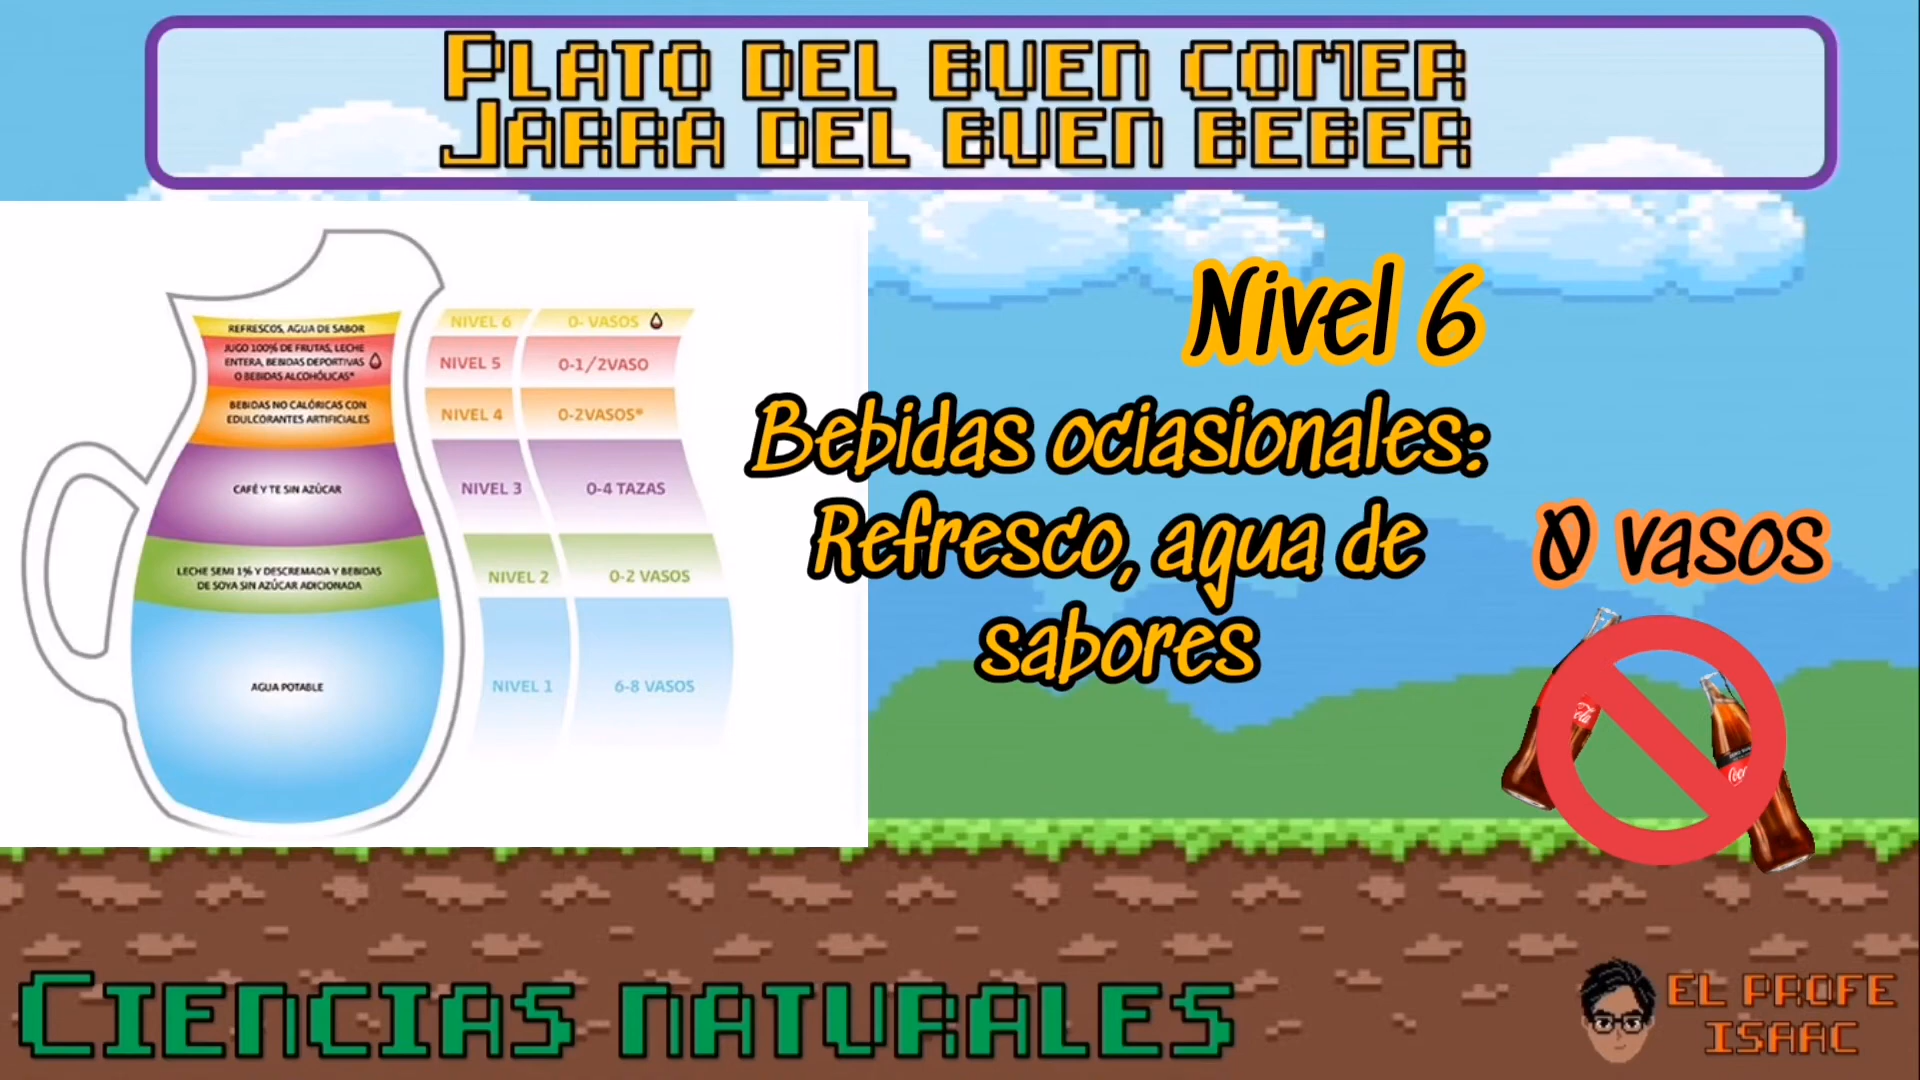 PLATO DEL BUEN COMER
JARRA DEL BUEN BEBER
REFRESCOS, AGUA DE SABOR
JUGO 100% DE FRUTAS, LECHE
ENTERA, BEBIDAS DEPORTIVAS
O BEBIDAS ALCOHÓLICAS*
BEBIDAS NO CALÓRICAS CON
EDULCORANTES ARTIFICIALES
CAFÉ Y TE SIN AZÚCAR
LECHE SEMI 1% Y DESCREMADA Y BEBIDAS
DE SOYA SIN AZÚCAR ADICIONADA
AGUA POTABLE
NIVEL 6 0- VASOS
NIVEL 5 0-1/2VASO
NIVEL 4 0-2VASOS*
NIVEL 3 0-4 TAZAS
NIVEL 2 0-2 VASOS
NIVEL 1 6-8 VASOS
Nivel 6
Bebidas ociasionales:
Refresco, agua de
sabores
0 vasos
CIENCIAS NATURALES
EL PROFE
ISAAC